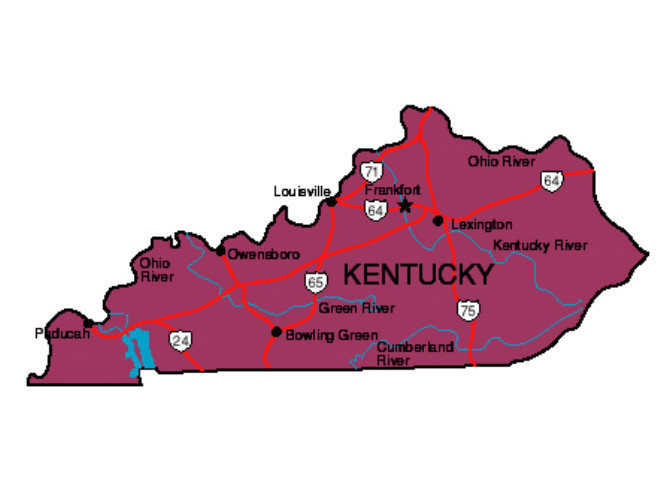 Ohio River
71
64
Louisville
Frankfort
64
Lexington
Kentucky River
Owensboro
Ohio
River
KENTUCKY
65
Green River
75
Paducah
24
Bowling Green
Cumberland
River